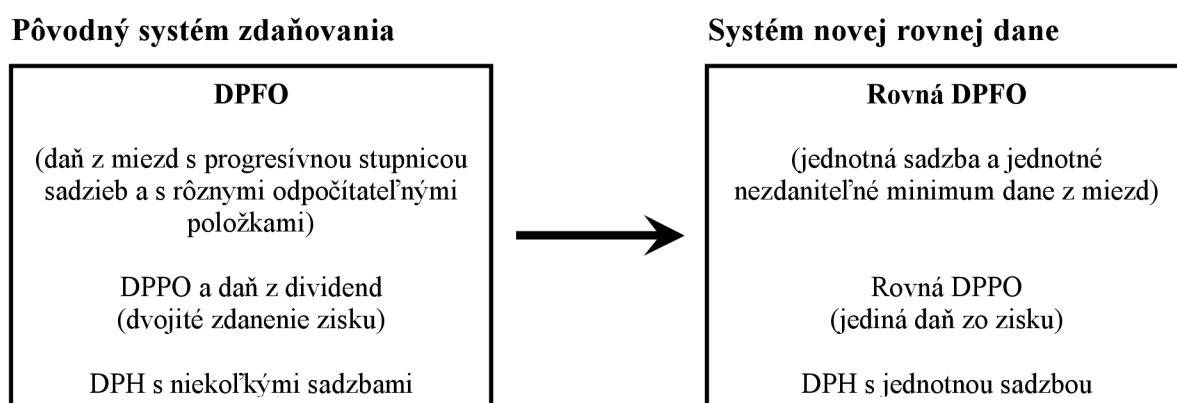 Pôvodný systém zdaňovania
DPFO
(daň z miezd s progresívnou stupnicou
sadzieb a s rôznymi odpočítateľnými
položkami)
DPPO a daň z dividend
(dvojité zdanenie zisku)
DPH s niekoľkými sadzbami
Systém novej rovnej dane
Rovná DPFO
(jednotná sadzba a jednotné
nezdaniteľné minimum dane z miezd)
Rovná DPPO
(jediná daň zo zisku)
DPH s jednotnou sadzbou